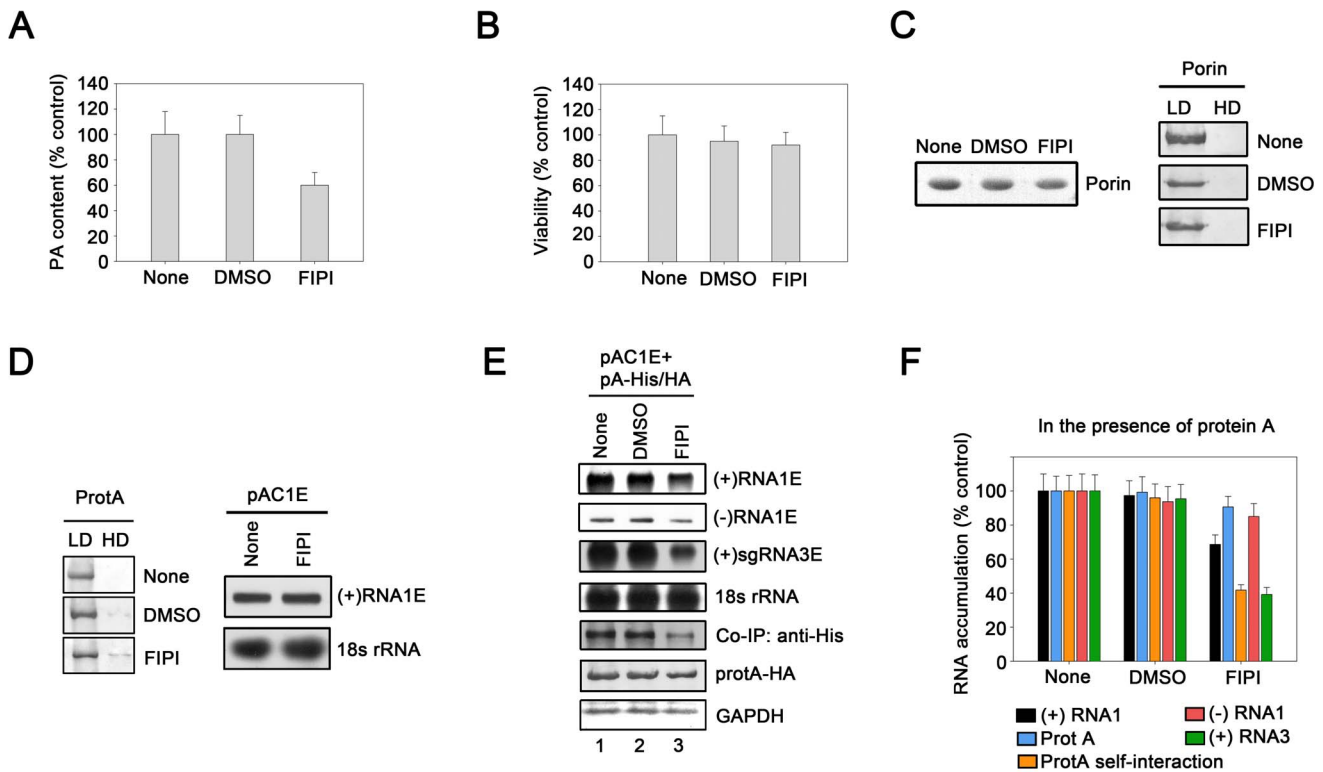 A
PA content (% control)
140
120
100
80
60
40
20
0
None DMSO FIPI
B
Viability (% control)
140
120
100
80
60
40
20
0
None DMSO FIPI
C
None DMSO FIPI
Porin
Porin
LD HD
None
DMSO
FIPI
D
ProtA
LD HD
None
DMSO
FIPI
pAC1E
None
FIPI
(+)RNA1E
18s rRNA
E
pAC1E+
pA-His/HA
None
DMSO
FIPI
(+)RNA1E
(-)RNA1E
(+)sgRNA3E
18s rRNA
Co-IP: anti-His
protA-HA
GAPDH
1 2 3
F
In the presence of protein A
RNA accumulation (% control)
100
80
60
40
20
0
None DMSO FIPI
(+) RNA1
(-) RNA1
Prot A
(+) RNA3
ProtA self-interaction